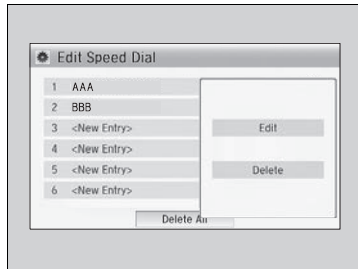 Edit Speed Dial
1 AAA
2 BBB
3 <New Entry>
4 <New Entry>
5 <New Entry>
6 <New Entry>
Edit
Delete
Delete All